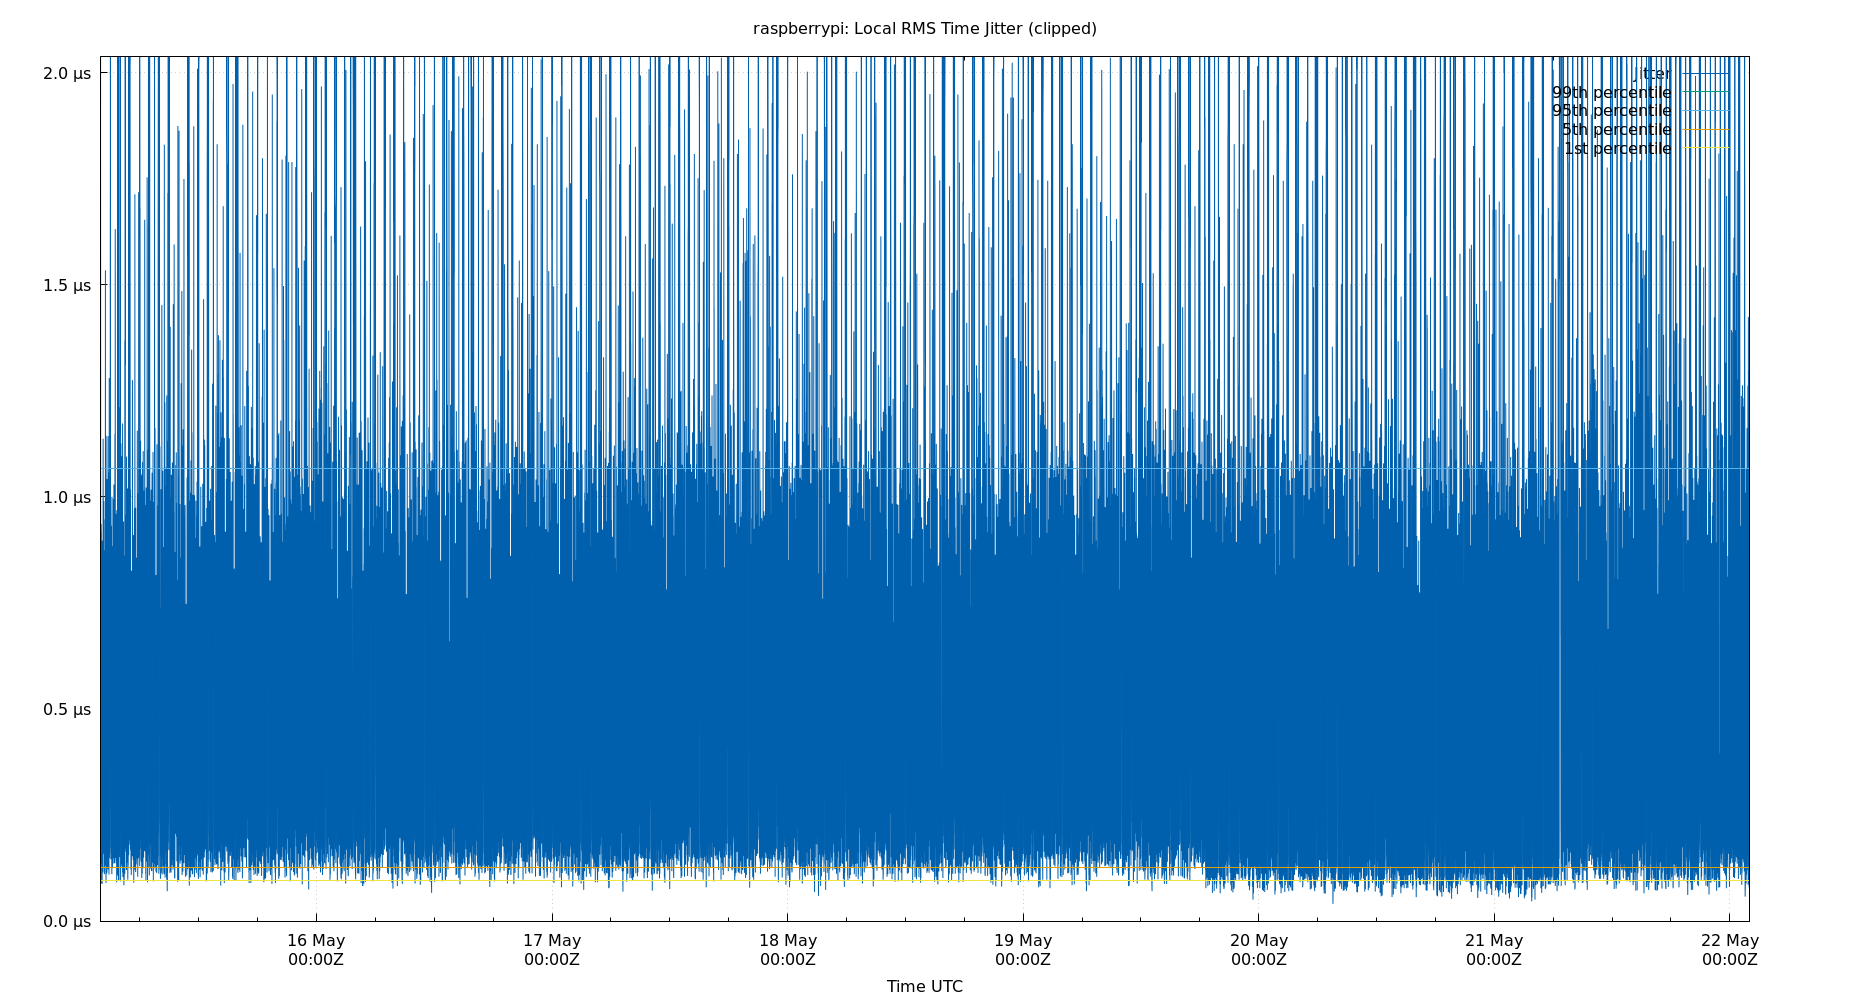 raspberrypi: Local RMS Time Jitter (clipped)
2.0 µs
1.5 µs
1.0 µs
0.5 µs
0.0 µs
jitter
99th percentile
95th percentile
5th percentile
1st percentile
16 May 17 May 18 May 19 May 20 May 21 May 22 May
00:00Z 00:00Z 00:00Z 00:00Z 00:00Z 00:00Z 00:00Z
Time UTC